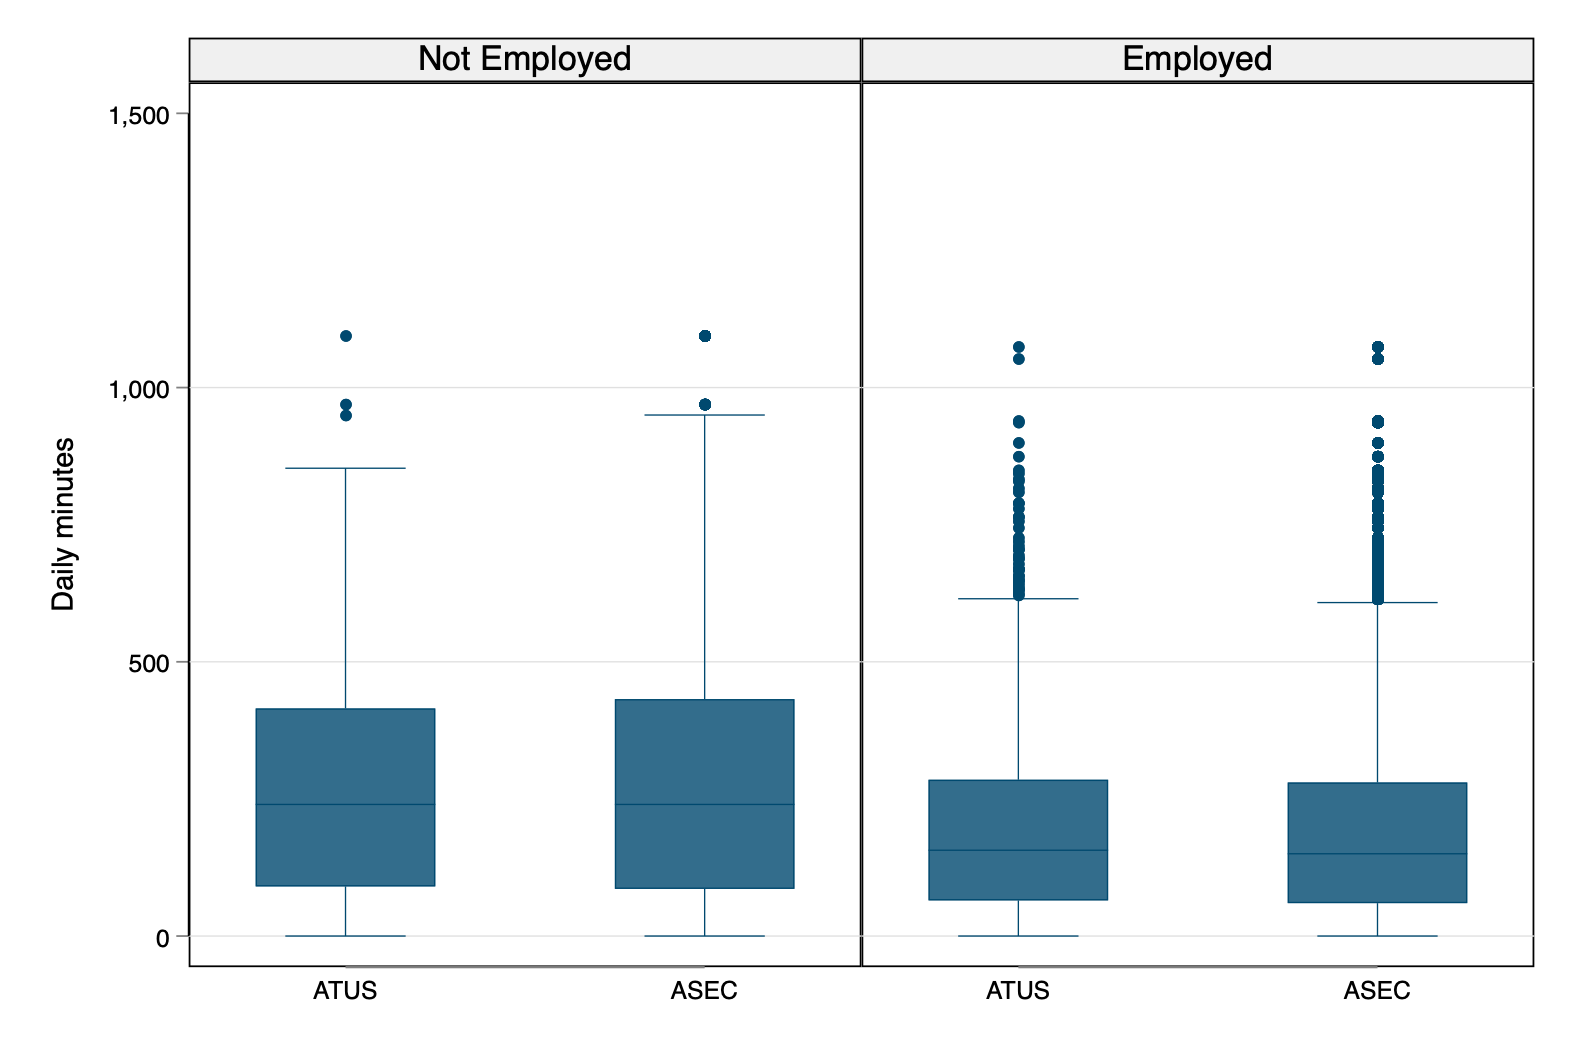 Not Employed
Employed
1,500
1,000
500
0
Daily minutes
ATUS
ASEC
ATUS
ASEC